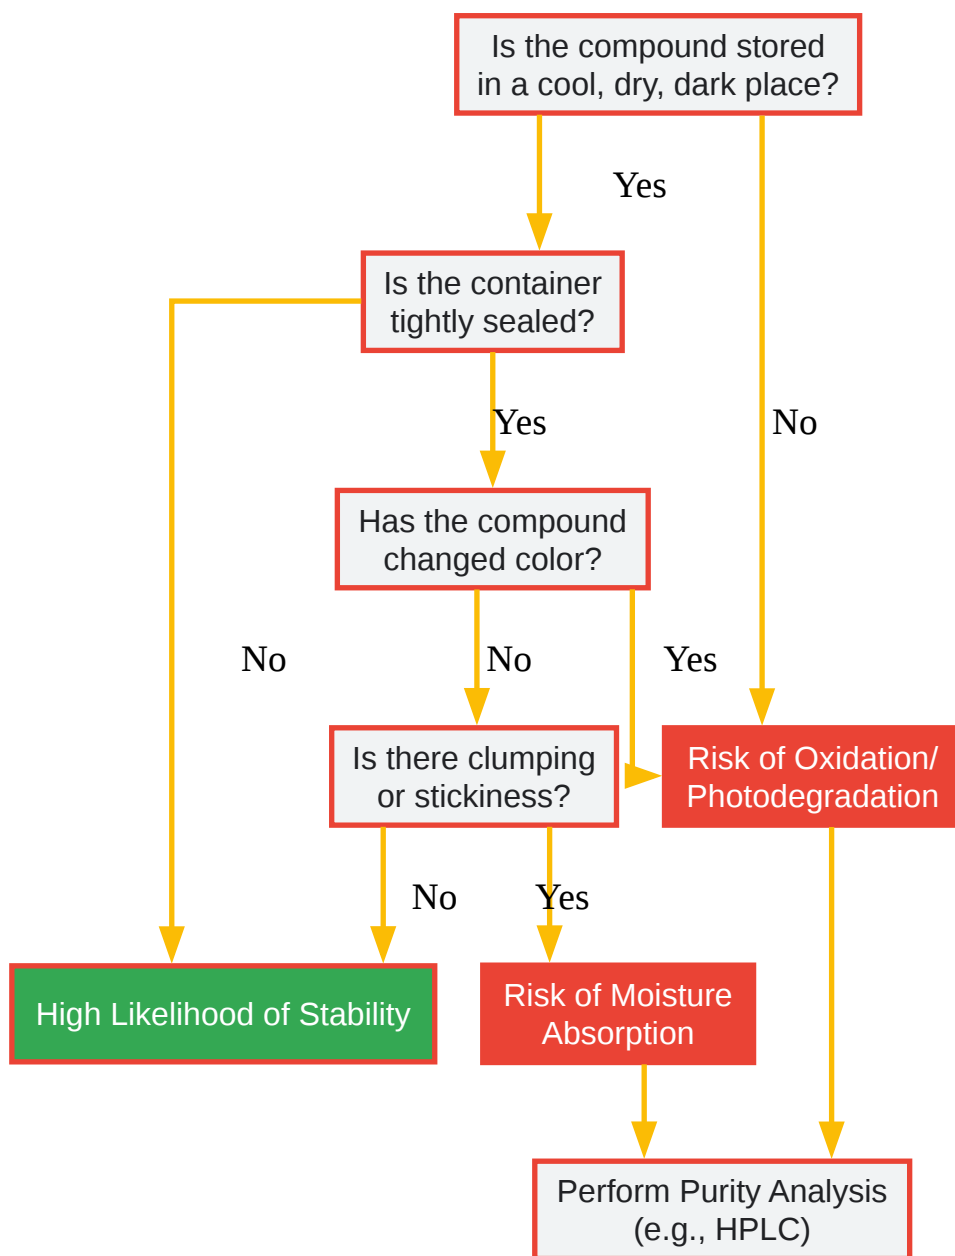 Is the compound stored
in a cool, dry, dark place?
Yes
Is the container
tightly sealed?
Yes
No
Has the compound
changed color?
No
No
Yes
Is there clumping
or stickiness?
Risk of Oxidation/
Photodegradation
No
Yes
High Likelihood of Stability
Risk of Moisture
Absorption
Perform Purity Analysis
(e.g., HPLC)